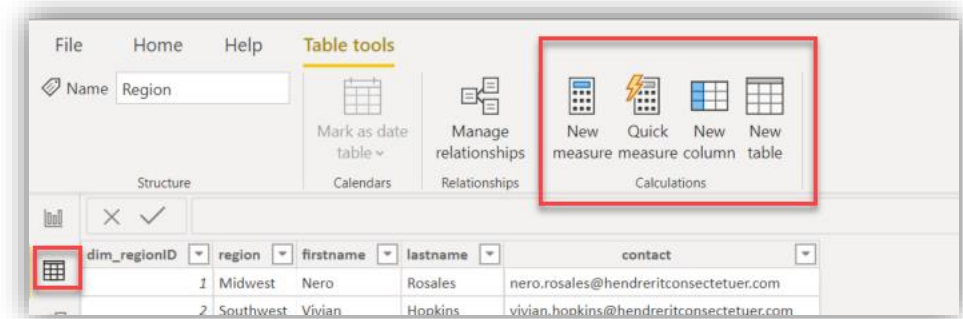 File Home Help Table tools
Name Region
Mark as date table
Manage relationships
New measure
Quick measure
New column
New table
Structure Calendars Relationships Calculations
dim_regionID region firstname lastname contact
1 Midwest Nero Rosales nero.rosales@hendreritconsectetuer.com
2 Southwest Vivian Hopkins vivian.hopkins@hendreritconsectetuer.com